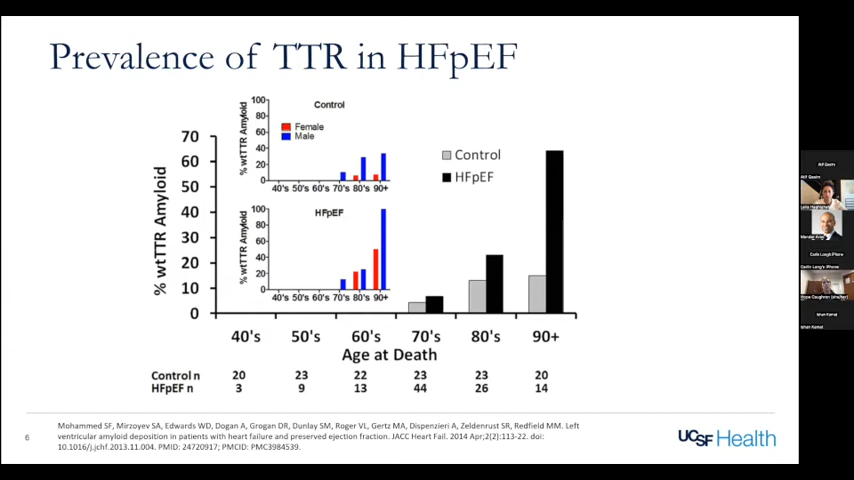 Prevalence of TTR in HFpEF
% wtTTR Amyloid
70
60
50
40
30
20
10
0
% wtTTR Amyloid
100
80
60
40
20
0
Control
Female
Male
40's 50's 60's 70's 80's 90+
% wtTTR Amyloid
100
80
60
40
20
0
HFpEF
40's 50's 60's 70's 80's 90+
Control
HFpEF
40's 50's 60's 70's 80's 90+
Age at Death
Control n 20 23 22 23 23 20
HFpEF n 3 9 13 44 26 14
6
Mohammed SF, Mirzoyev SA, Edwards WD, Dogan A, Grogan DR, Dunlay SM, Roger VL, Gertz MA, Dispenzieri A, Zeldenrust SR, Redfield MM. Left
ventricular amyloid deposition in patients with heart failure and preserved ejection fraction. JACC Heart Fail. 2014 Apr;2(2):113-22. doi:
10.1016/j.jchf.2013.11.004. PMID: 24720917; PMCID: PMC3984539.
UCSF Health